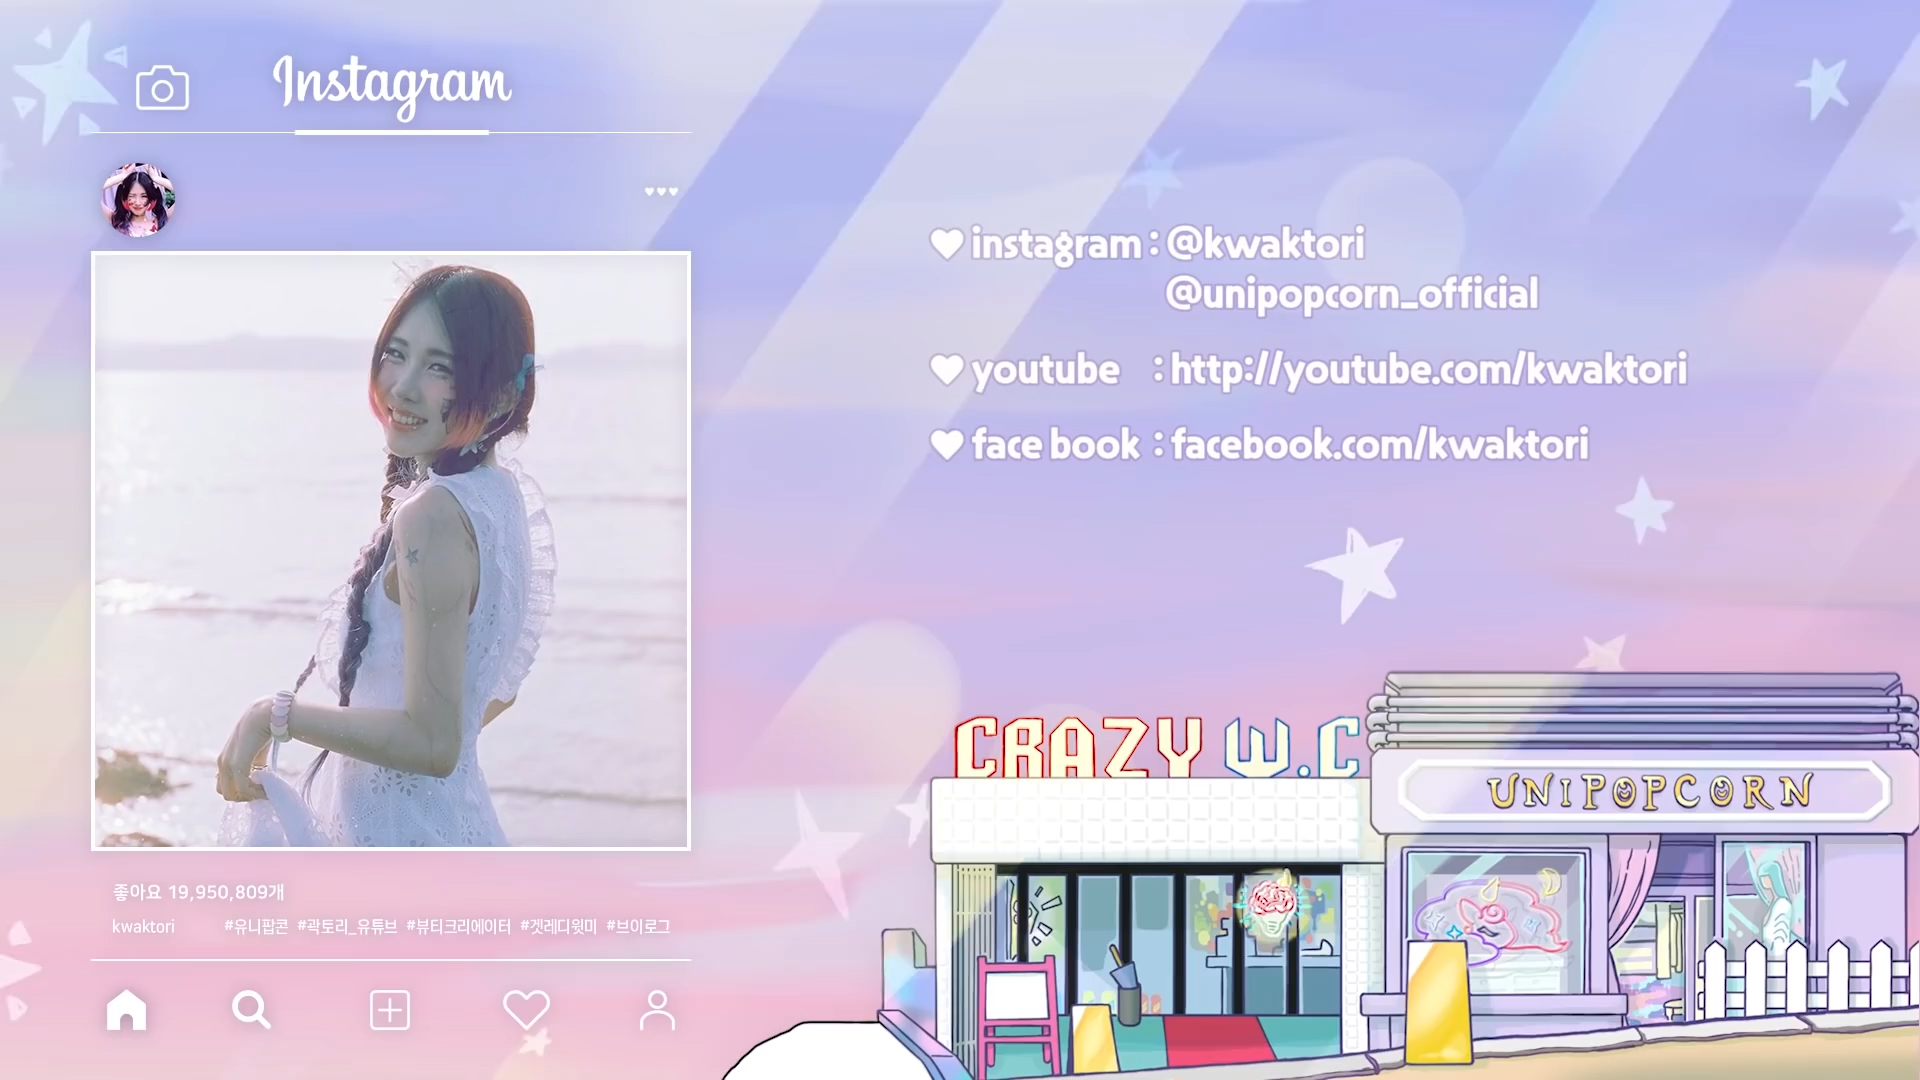 Instagram
좋아요 19,950,809개
kwaktori #유니팝콘 #곽토리_유튜브 #뷰티크리에이터 #겟레디윗미 #브이로그
instagram : @kwaktori
@unipopcorn_official
youtube : http://youtube.com/kwaktori
face book : facebook.com/kwaktori
CRAZY W.C
UNIPOPCORN